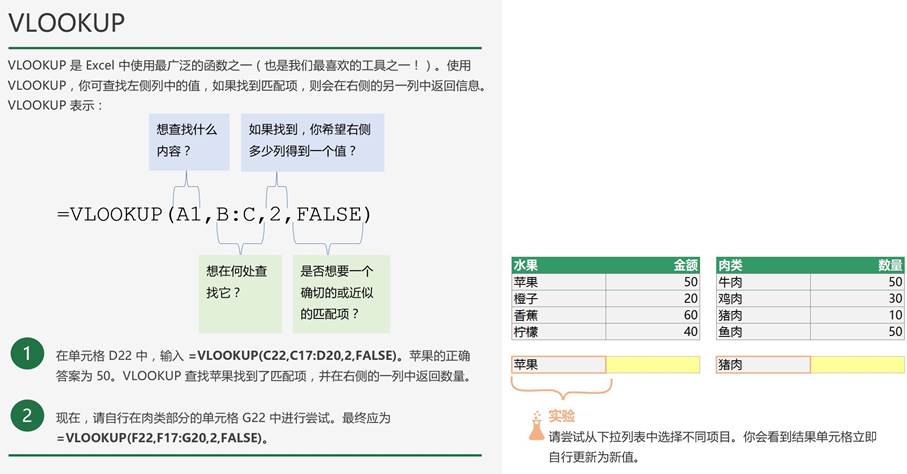 VLOOKUP
VLOOKUP 是 Excel 中使用最广泛的函数之一（也是我们最喜欢的工具之一！）。使用
VLOOKUP，你可查找左侧列中的值，如果找到匹配项，则会在右侧的另一列中返回信息。
VLOOKUP 表示：
想查找什么
内容？
如果找到，你希望右侧
多少列得到一个值？
=VLOOKUP(A1,B:C,2,FALSE)
想在何处查
找它？
是否想要一个
确切的或近似
的匹配项？
1
在单元格 D22 中，输入 =VLOOKUP(C22,C17:D20,2,FALSE)。苹果的正确
答案为 50。VLOOKUP 查找苹果找到了匹配项，并在右侧的一列中返回数量。
2
现在，请自行在肉类部分的单元格 G22 中进行尝试。最终应为
=VLOOKUP(F22,F17:G20,2,FALSE)。
水果 金额
苹果 50
橙子 20
香蕉 60
柠檬 40
苹果
肉类 数量
牛肉 50
鸡肉 30
猪肉 10
鱼肉 50
猪肉
实验
请尝试从下拉列表中选择不同项目。你会看到结果单元格立即
自行更新为新值。